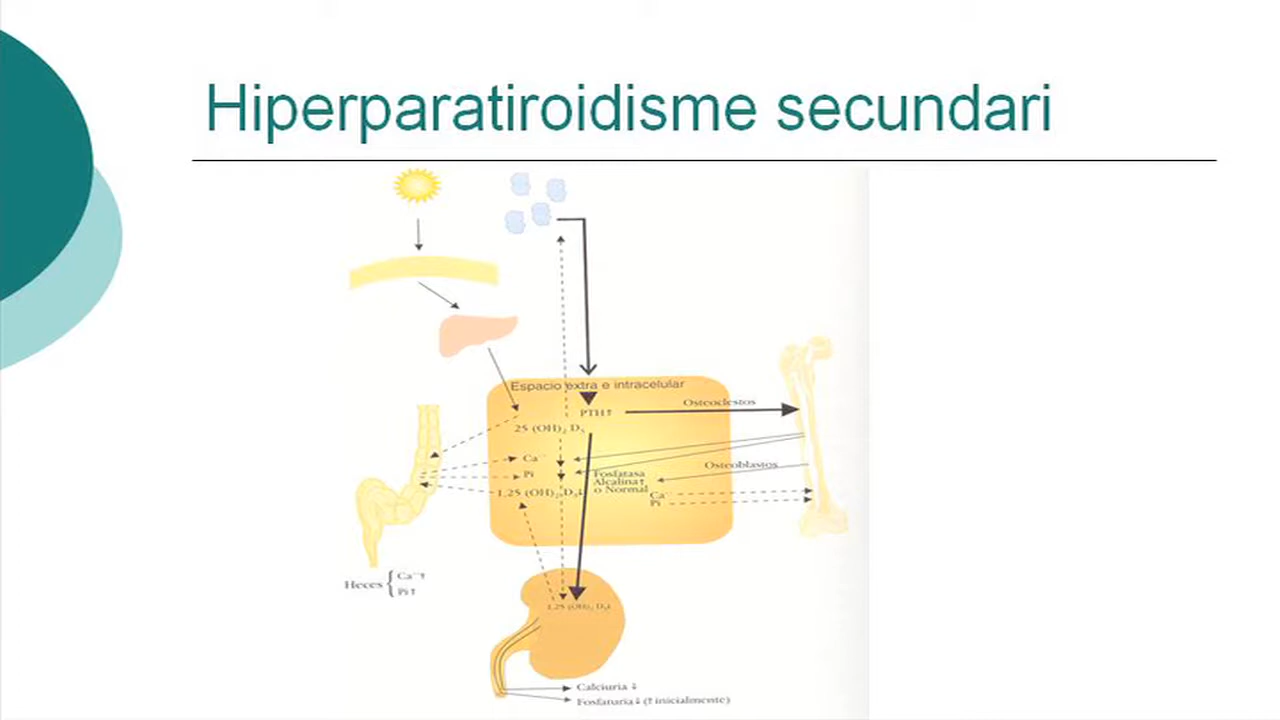 Hiperparatiroidisme secundari
Espacio extra e intracelular
PTH↑
Osteoclestos
25 (OH)₂ D₃
Ca⁺⁺
Pi
Fosfatasa
Alcalina↑
o Normal
Osteoblastos
1,25 (OH)₂ D₃↓
Ca
Pi
Heces { Ca⁺⁺↑
Pi↑
1,25 (OH)₂ D₃↓
Calciuria ↓
Fosfaturia↓ (↑ inicialmente)